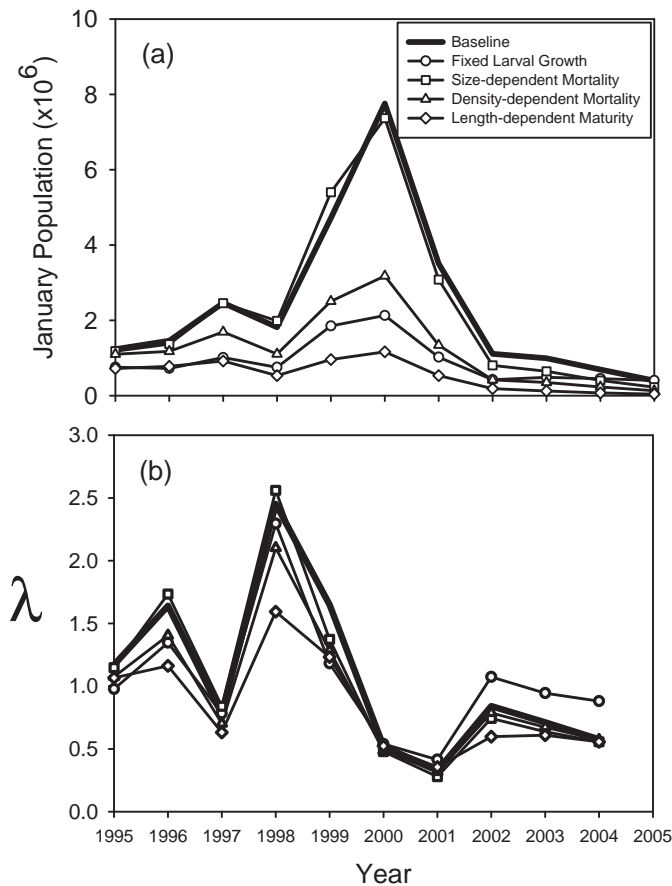 10
(a)
Baseline
Fixed Larval Growth
Size-dependent Mortality
Density-dependent Mortality
Length-dependent Maturity
8
6
4
2
0
January Population (x10⁶)
3.0
(b)
2.5
2.0
1.5
1.0
0.5
0.0
λ
1995 1996 1997 1998 1999 2000 2001 2002 2003 2004 2005
Year